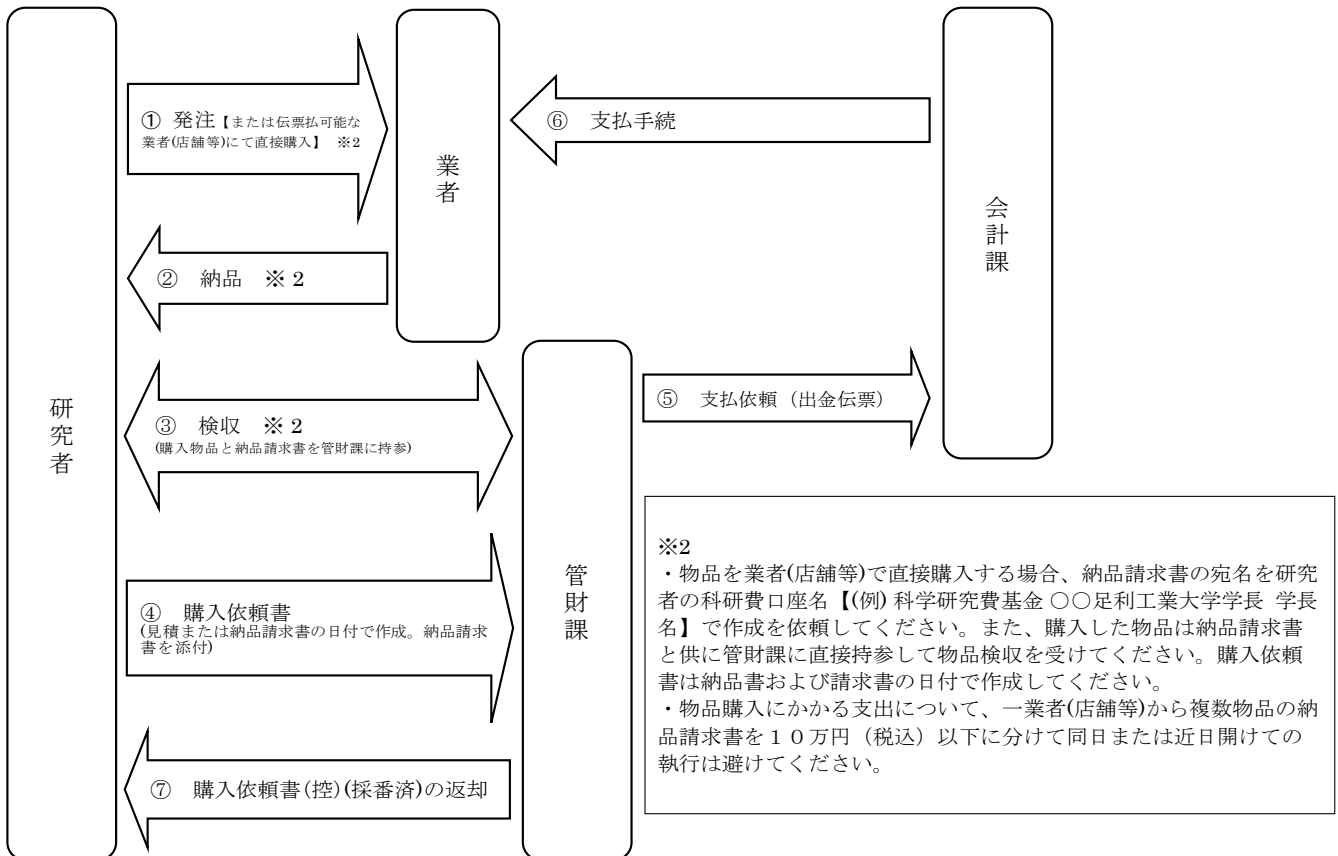 ① 発注【または伝票払可能な
業者(店舗等)にて直接購入】 ※2
業者
⑥ 支払手続
会計課
② 納品 ※2
研究者
③ 検収 ※2
(購入物品と納品請求書を管財課に持参)
⑤ 支払依頼(出金伝票)
管財課
④ 購入依頼書
(見積または納品請求書の日付で作成。納品請求
書を添付)
⑦ 購入依頼書(控)(採番済)の返却
※2
・物品を業者(店舗等)で直接購入する場合、納品請求書の宛名を研究
者の科研費口座名【(例) 科学研究費基金 〇〇足利工業大学学長 学長
名】で作成を依頼してください。また、購入した物品は納品請求書
と供に管財課に直接持参して物品検収を受けてください。購入依頼
書は納品書および請求書の日付で作成してください。
・物品購入にかかる支出について、一業者(店舗等)から複数物品の納
品請求書を10万円(税込)以下に分けて同日または近日開けての
執行は避けてください。